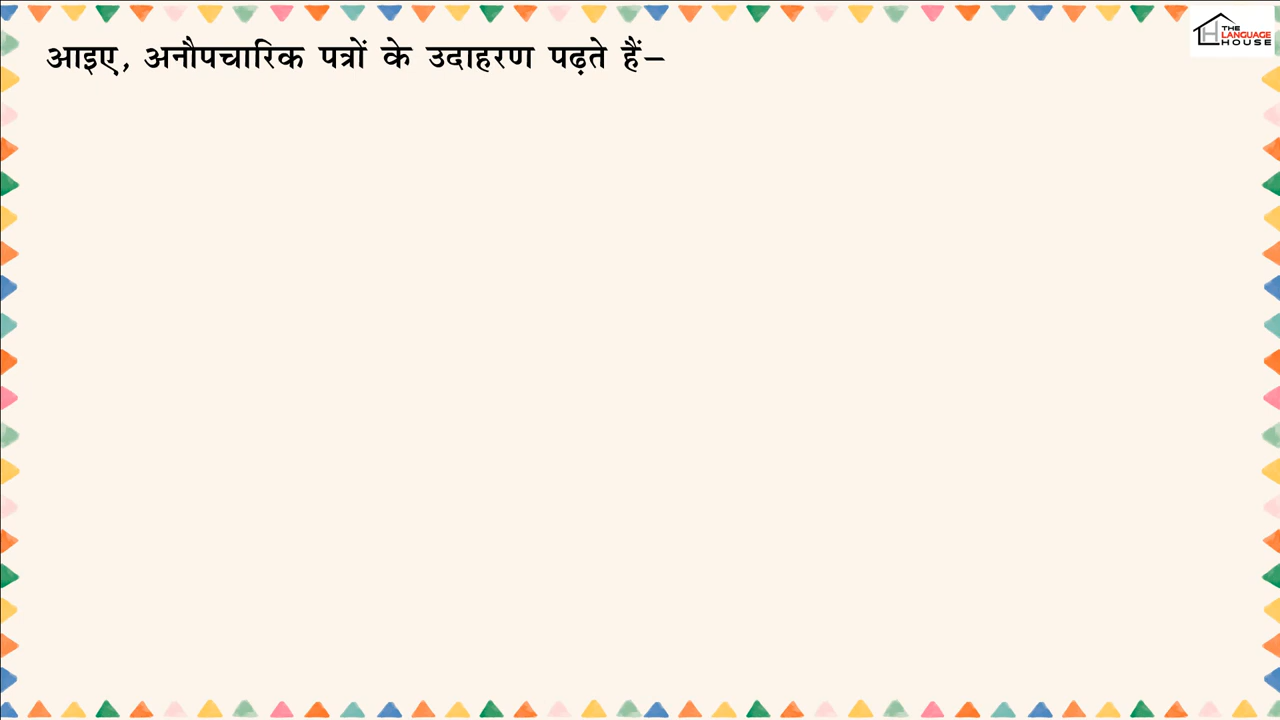 आइए, अनौपचारिक पत्रों के उदाहरण पढ़ते हैं–
THE
LANGUAGE
HOUSE